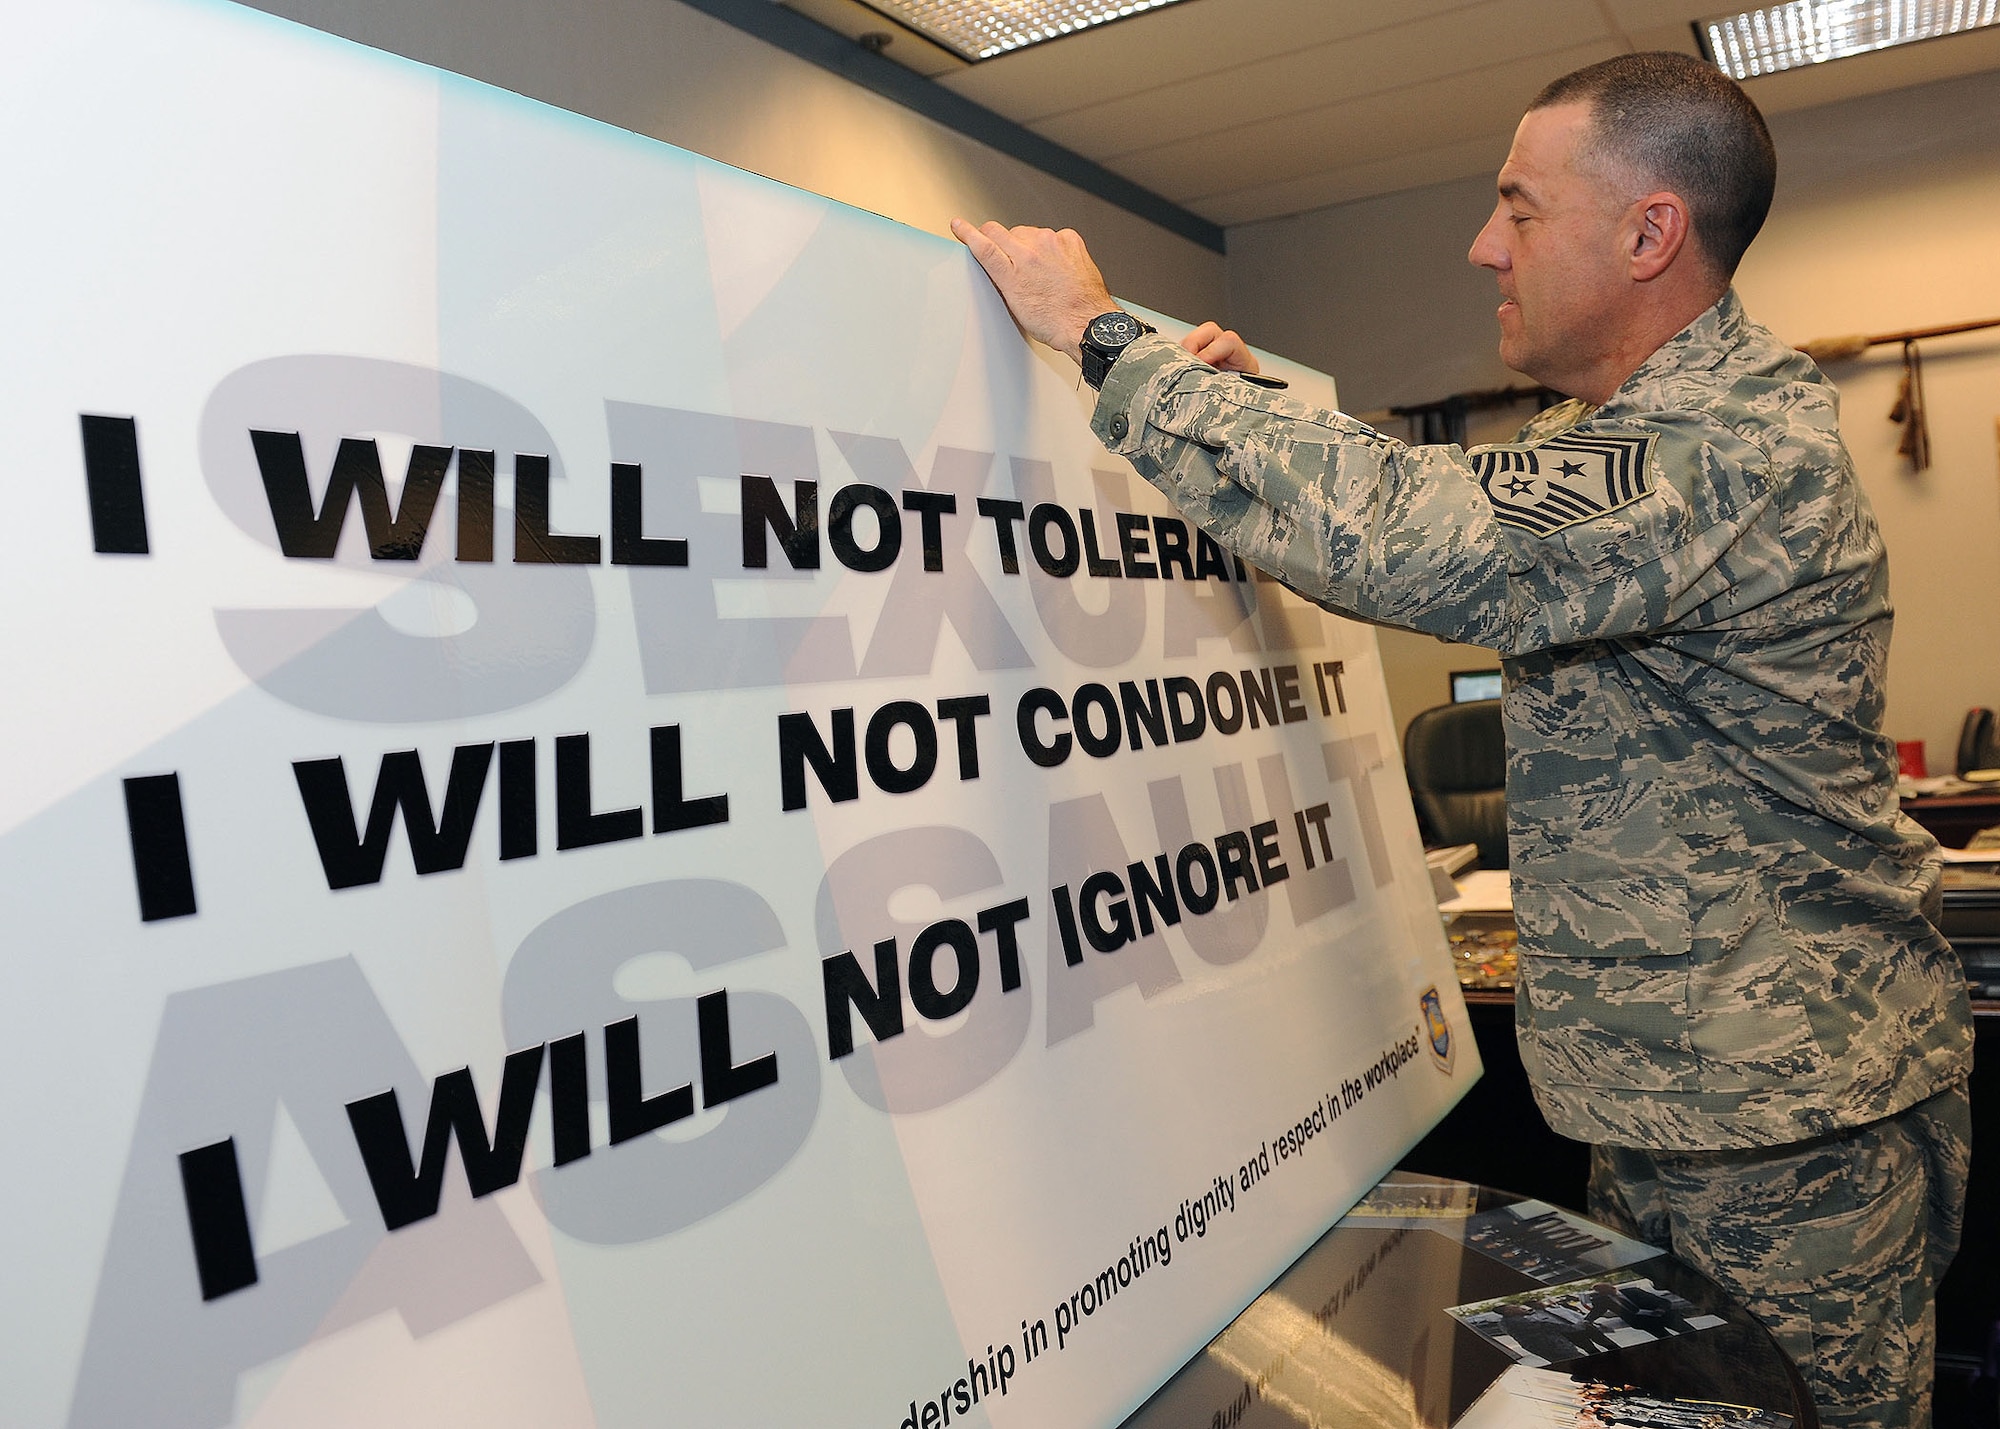 SEXUAL
I WILL NOT TOLERA
I WILL NOT CONDONE IT
ASSAULT
I WILL NOT IGNORE IT
dership in promoting dignity and respect in the workplace"